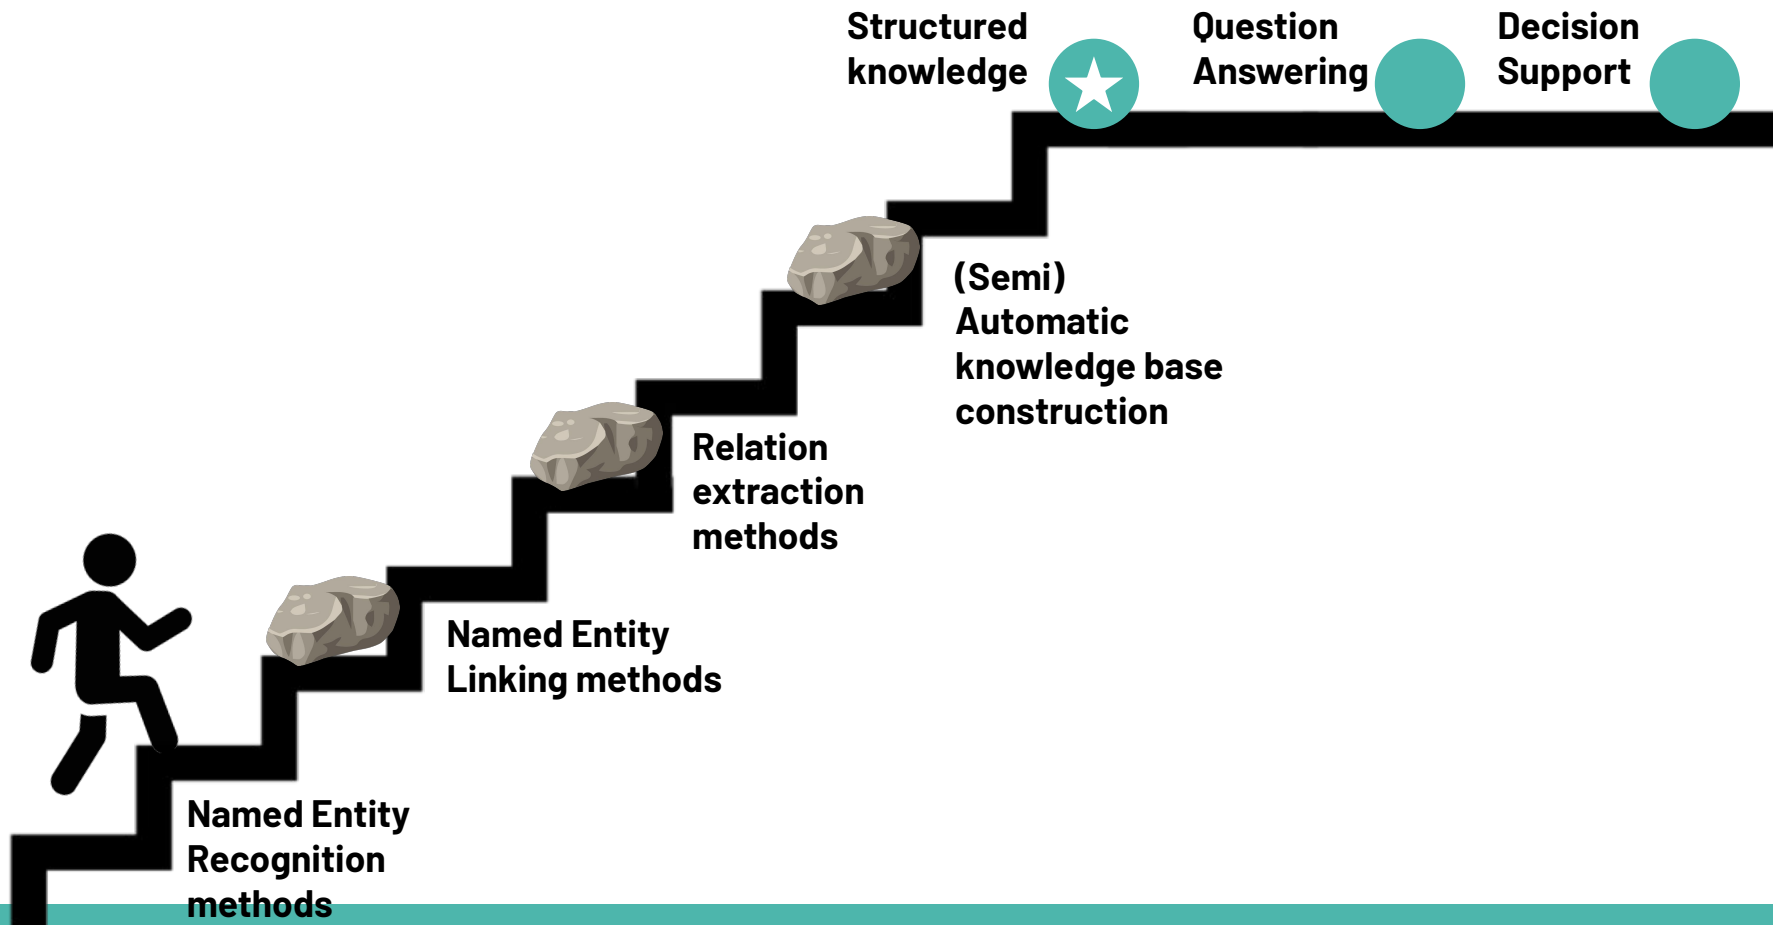 Structured
knowledge
Question
Answering
Decision
Support
(Semi)
Automatic
knowledge base
construction
Relation
extraction
methods
Named Entity
Linking methods
Named Entity
Recognition
methods